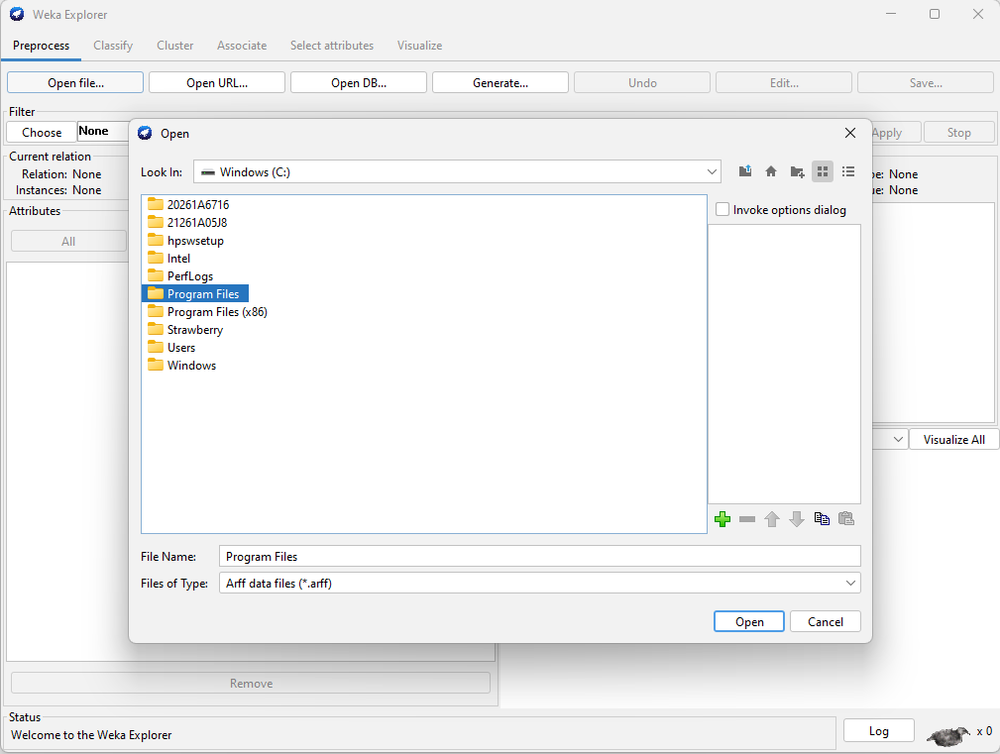 Weka Explorer
Preprocess Classify Cluster Associate Select attributes Visualize
Open file... Open URL... Open DB... Generate... Undo Edit... Save...
Filter
Choose None Apply Stop
Open
Current relation
Relation: None
Instances: None
pe: None
ue: None
Look In: Windows (C:)
Attributes
All
Invoke options dialog
20261A6716
21261A05J8
hpswsetup
Intel
PerfLogs
Program Files
Program Files (x86)
Strawberry
Users
Windows
Visualize All
File Name: Program Files
Files of Type: Arff data files (*.arff)
Open Cancel
Remove
Status
Welcome to the Weka Explorer
Log x 0